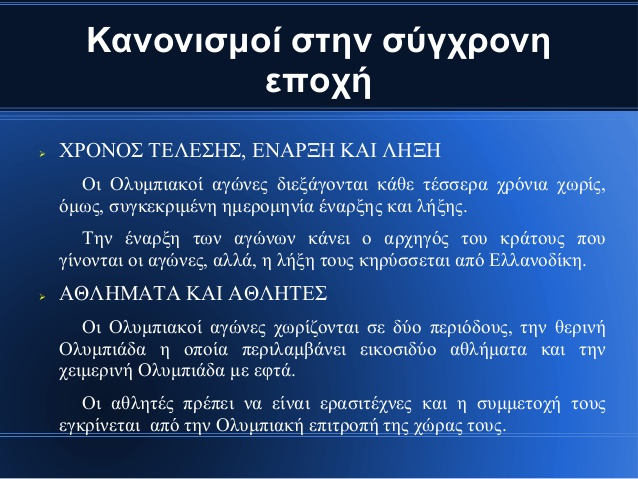 Κανονισμοί στην σύγχρονη
εποχή
ΧΡΟΝΟΣ ΤΕΛΕΣΗΣ, ΕΝΑΡΞΗ ΚΑΙ ΛΗΞΗ
Οι Ολυμπιακοί αγώνες διεξάγονται κάθε τέσσερα χρόνια χωρίς,
όμως, συγκεκριμένη ημερομηνία έναρξης και λήξης.
Την έναρξη των αγώνων κάνει ο αρχηγός του κράτους που
γίνονται οι αγώνες, αλλά, η λήξη τους κηρύσσεται από Ελλανοδίκη.
ΑΘΛΗΜΑΤΑ ΚΑΙ ΑΘΛΗΤΕΣ
Οι Ολυμπιακοί αγώνες χωρίζονται σε δύο περιόδους, την θερινή
Ολυμπιάδα η οποία περιλαμβάνει εικοσιδύο αθλήματα και την
χειμερινή Ολυμπιάδα με εφτά.
Οι αθλητές πρέπει να είναι ερασιτέχνες και η συμμετοχή τους
εγκρίνεται από την Ολυμπιακή επιτροπή της χώρας τους.